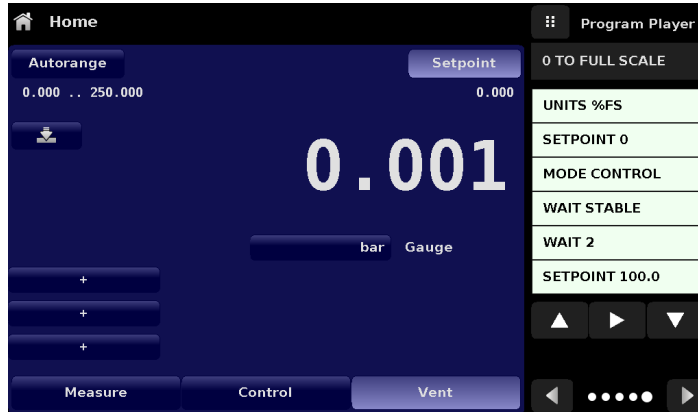 Home
Program Player
Autorange
Setpoint
0 TO FULL SCALE
0.000 .. 250.000
0.000
UNITS %FS
SETPOINT 0
0.001
MODE CONTROL
WAIT STABLE
bar Gauge
WAIT 2
SETPOINT 100.0
+
+
+
Measure
Control
Vent